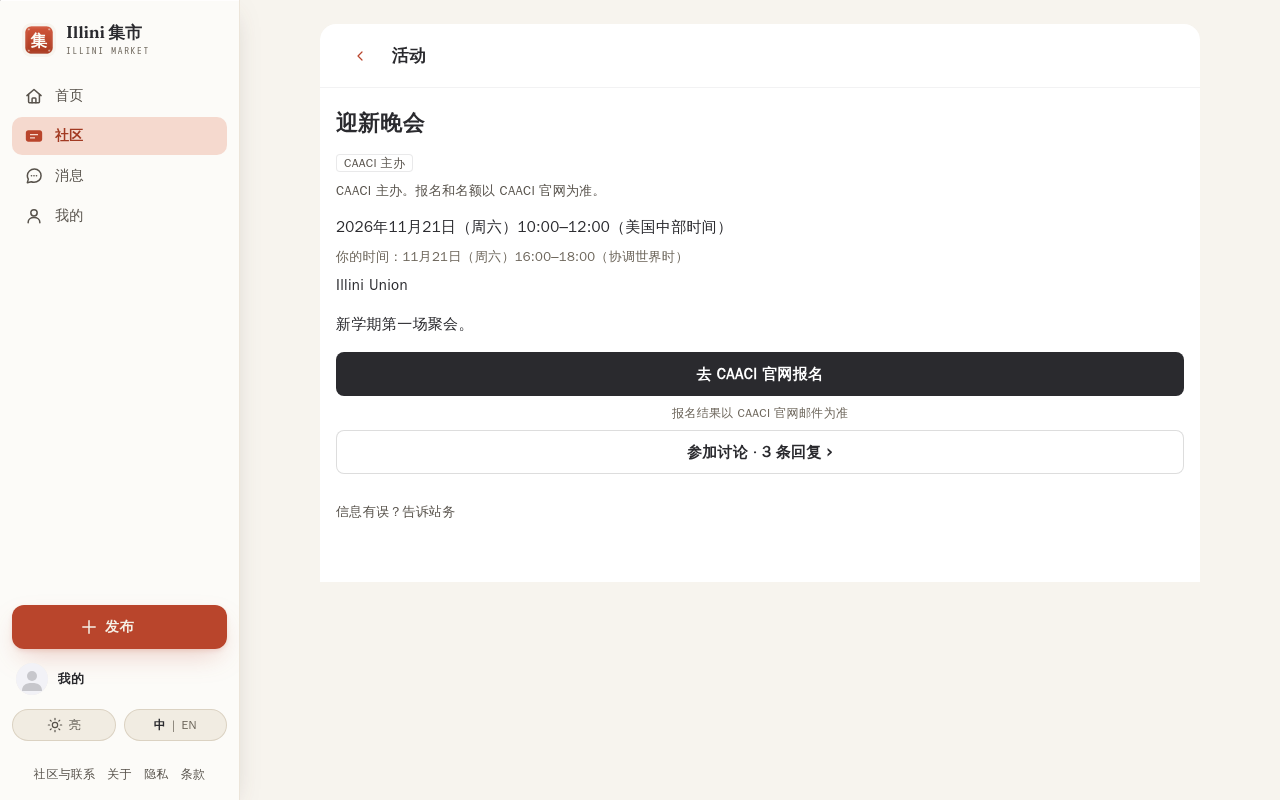 集
Illini 集市
ILLINI MARKET
首页
社区
消息
我的
发布
我的
亮
中 | EN
社区与联系 关于 隐私 条款
活动
迎新晚会
CAACI 主办
CAACI 主办。报名和名额以 CAACI 官网为准。
2026年11月21日（周六）10:00–12:00（美国中部时间）
你的时间：11月21日（周六）16:00–18:00（协调世界时）
Illini Union
新学期第一场聚会。
去 CAACI 官网报名
报名结果以 CAACI 官网邮件为准
参加讨论 · 3 条回复 ›
信息有误？告诉站务